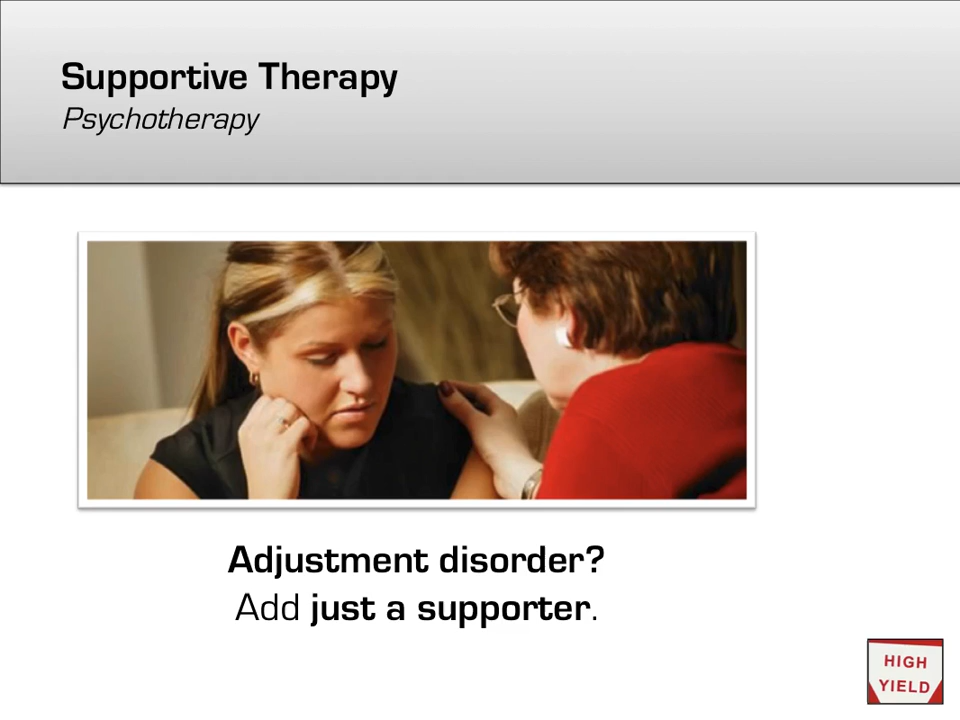 Supportive Therapy
Psychotherapy
Adjustment disorder?
Add just a supporter.
HIGH
YIELD